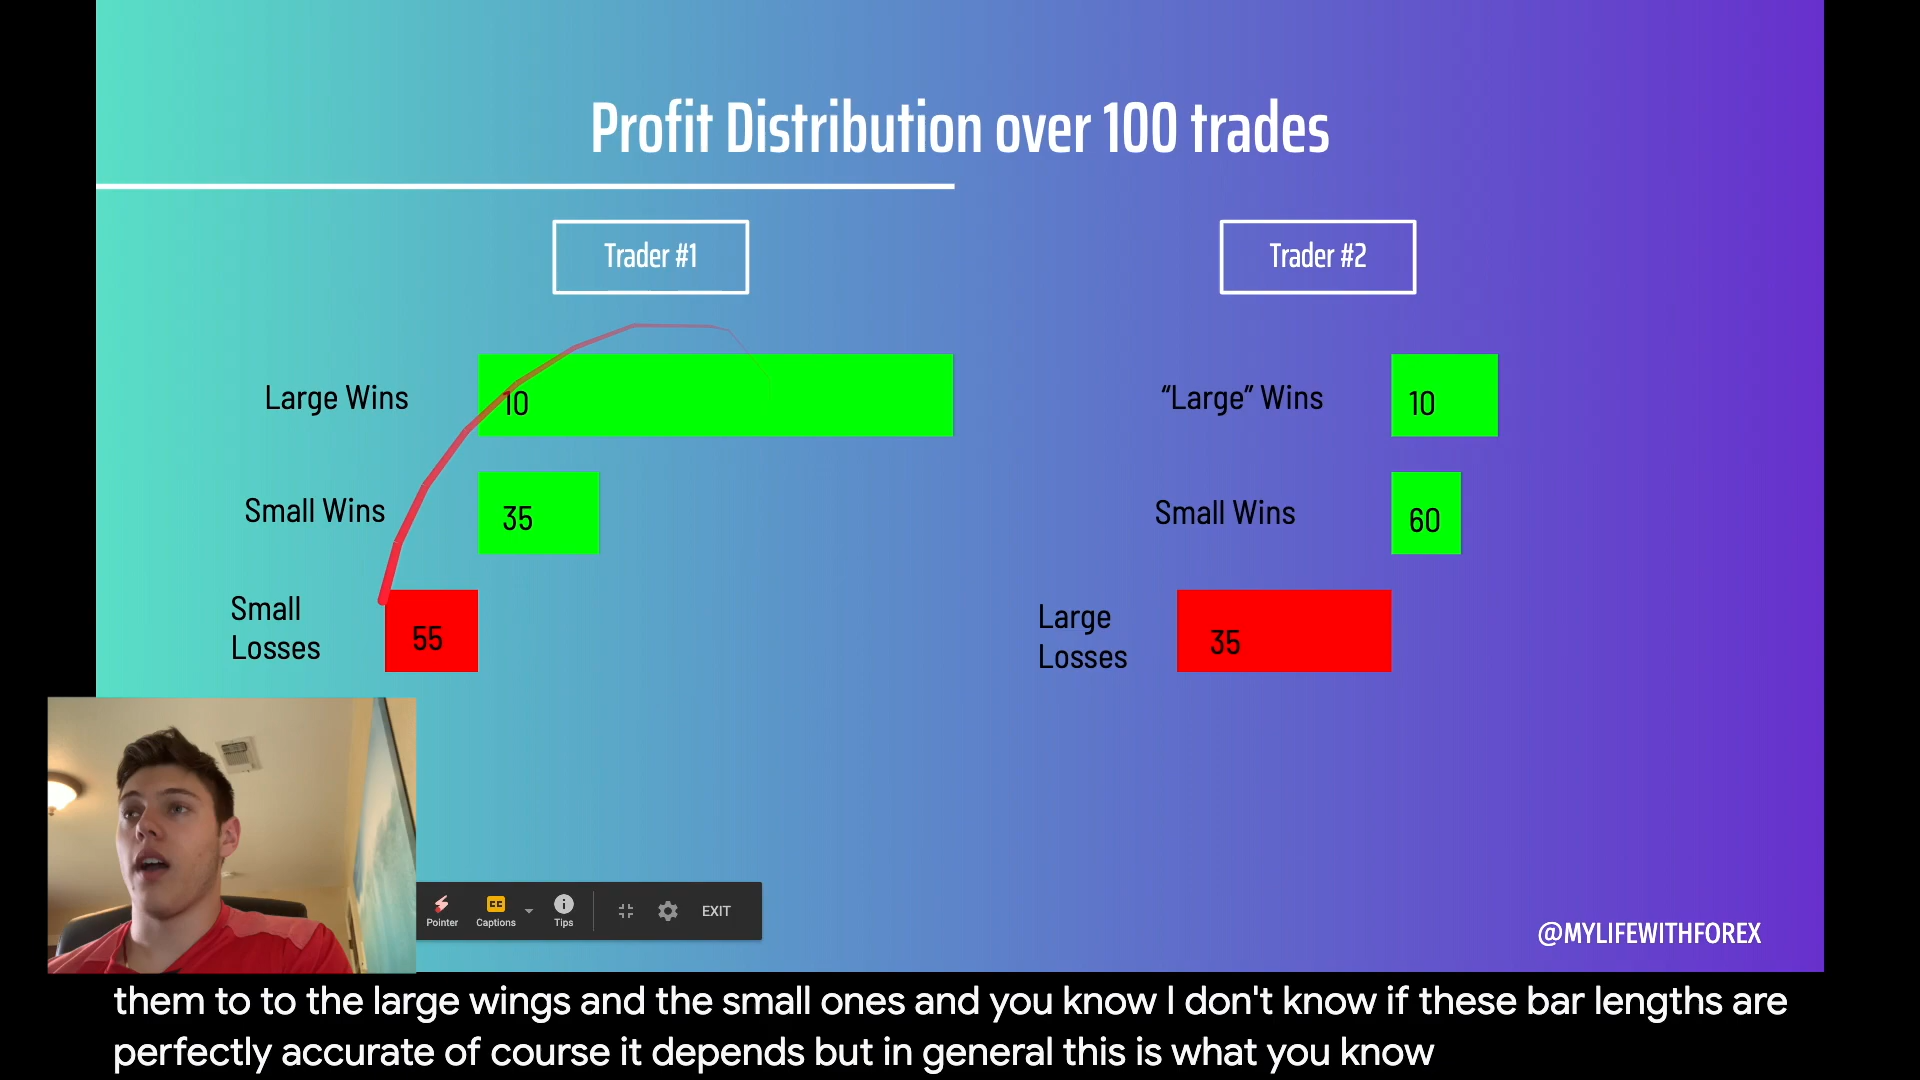 Profit Distribution over 100 trades
Trader #1
Trader #2
Large Wins
10
"Large" Wins
10
Small Wins
35
Small Wins
60
Small
Losses
55
Large
Losses
35
Pointer
CC
Captions
Tips
EXIT
@MYLIFEWITHFOREX
them to to the large wings and the small ones and you know I don't know if these bar lengths are
perfectly accurate of course it depends but in general this is what you know